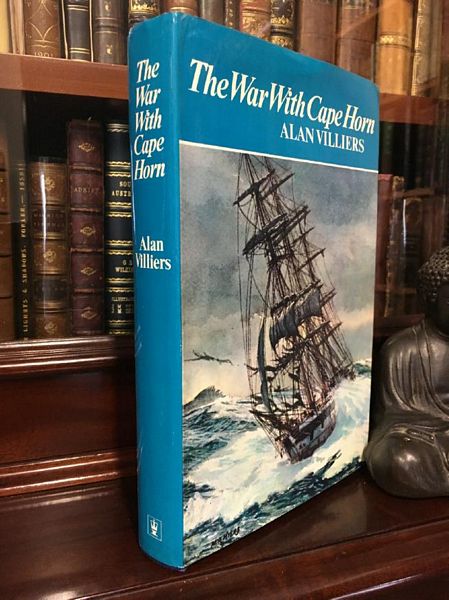 The War With Cape Horn
ALAN VILLIERS
The
War
With
Cape
Horn
Alan
Villiers